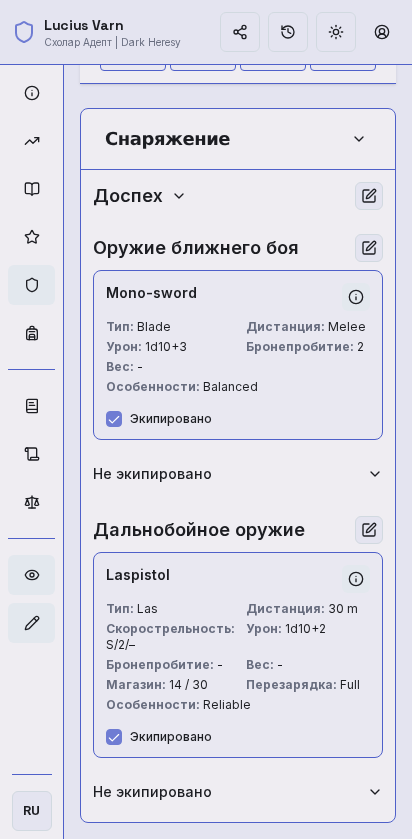 Lucius Varn
Схолар Адепт | Dark Heresy
Снаряжение
Доспех
Оружие ближнего боя
Mono-sword
Тип: Blade Дистанция: Melee
Урон: 1d10+3 Бронепробитие: 2
Вес: -
Особенности: Balanced
Экипировано
Не экипировано
Дальнобойное оружие
Laspistol
Тип: Las Дистанция: 30 m
Скорострельность: Урон: 1d10+2
S/2/–
Бронепробитие: - Вес: -
Магазин: 14 / 30 Перезарядка: Full
Особенности: Reliable
Экипировано
Не экипировано
RU